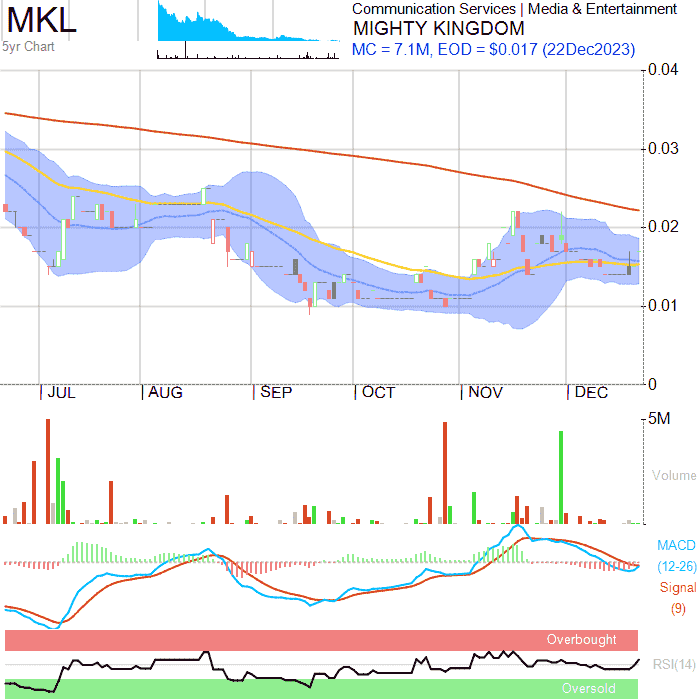 MKL
5yr Chart
Communication Services | Media & Entertainment
MIGHTY KINGDOM
MC = 7.1M, EOD = $0.017 (22Dec2023)
0.04
0.03
0.02
0.01
0
JUL
AUG
SEP
OCT
NOV
DEC
5M
Volume
MACD
(12-26)
Signal
(9)
Overbought
RSI(14)
Oversold